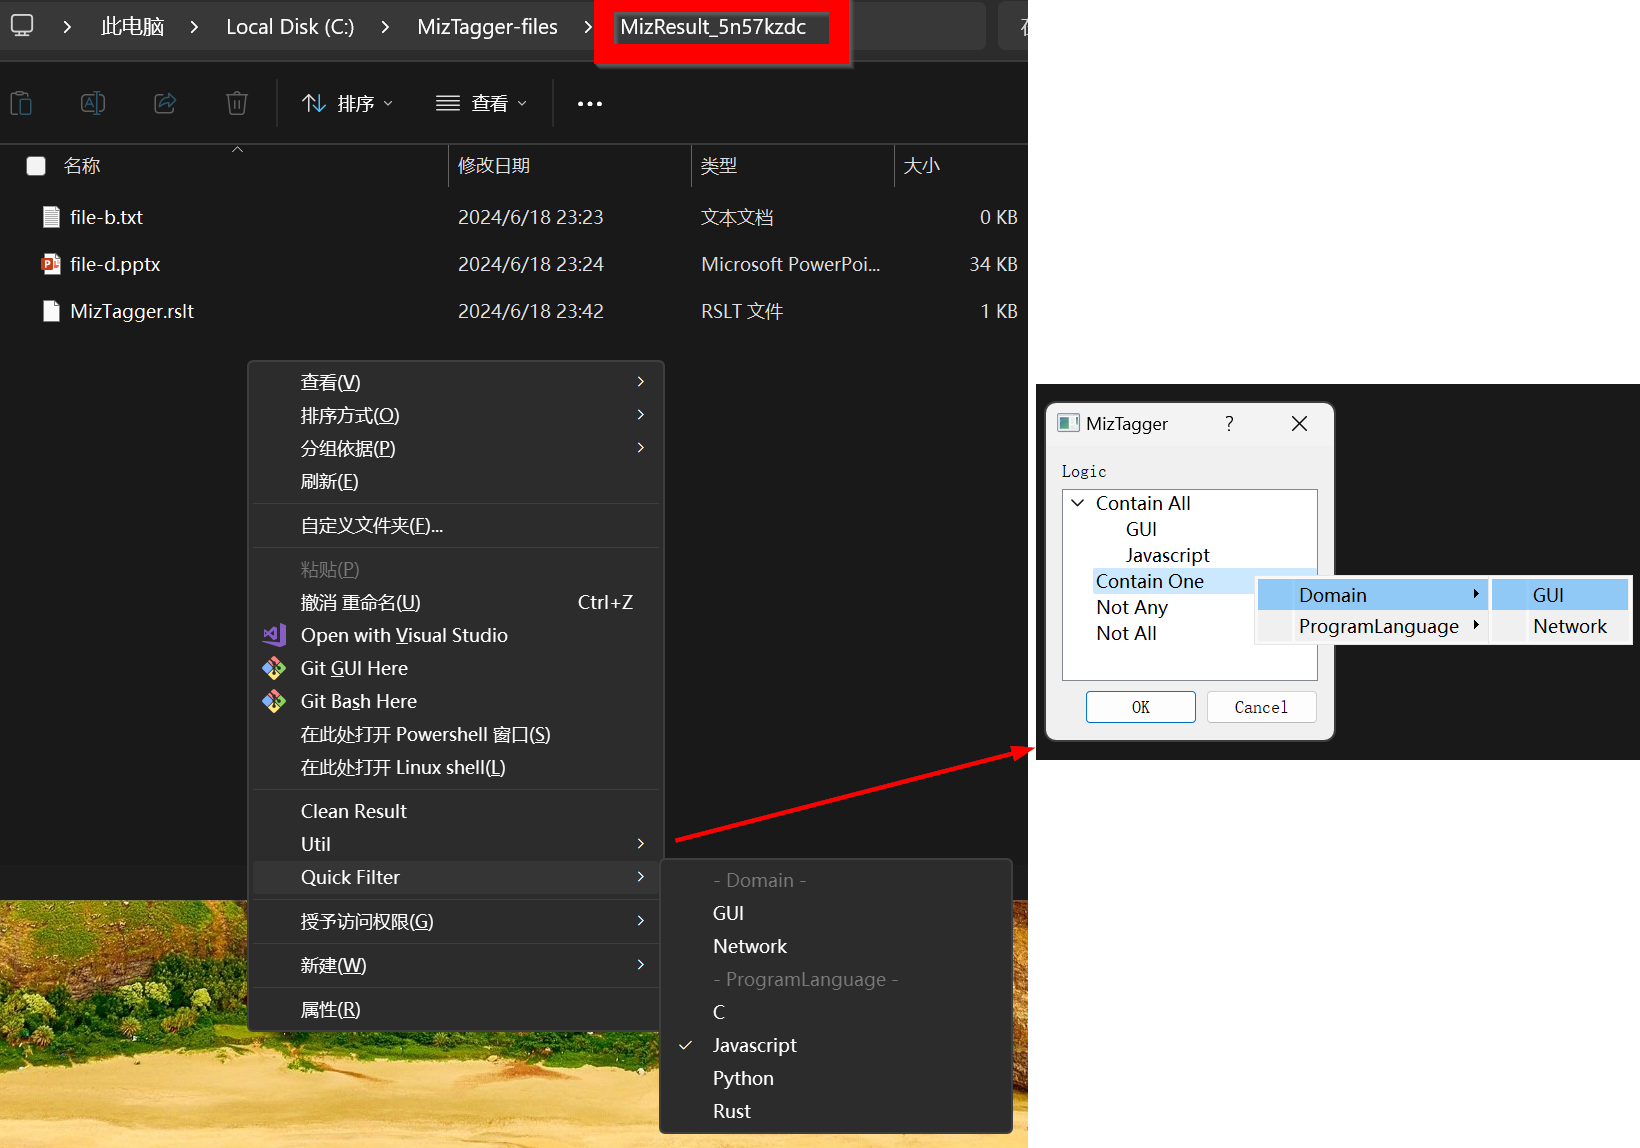 此电脑 Local Disk (C:) MizTagger-files MizResult_5n57kzdc
排序 查看
名称 修改日期 类型 大小
file-b.txt 2024/6/18 23:23 文本文档 0 KB
file-d.pptx 2024/6/18 23:24 Microsoft PowerPoi... 34 KB
MizTagger.rslt 2024/6/18 23:42 RSLT 文件 1 KB
查看(V)
排序方式(O)
分组依据(P)
刷新(E)
自定义文件夹(F)...
粘贴(P)
撤消 重命名(U) Ctrl+Z
Open with Visual Studio
Git GUI Here
Git Bash Here
在此处打开 Powershell 窗口(S)
在此处打开 Linux shell(L)
Clean Result
Util
Quick Filter
授予访问权限(G)
新建(W)
属性(R)
- Domain -
GUI
Network
- ProgramLanguage -
C
Javascript
Python
Rust
MizTagger ?
Logic
Contain All
GUI
Javascript
Contain One
Not Any
Not All
Domain
ProgramLanguage
GUI
Network
OK Cancel